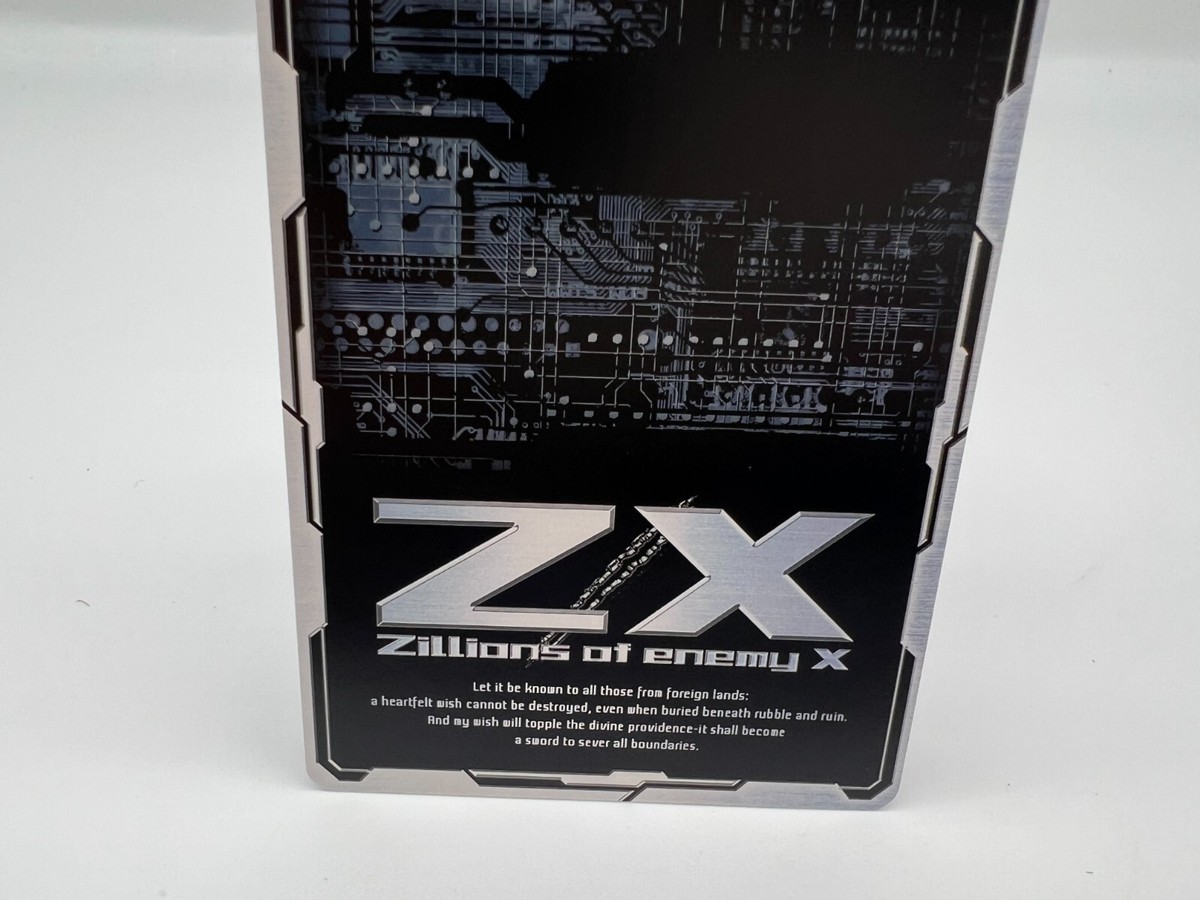 Z/X
Zillions of enemy X
Let it be known to all those from foreign lands:
a heartfelt wish cannot be destroyed, even when buried beneath rubble and ruin.
And my wish will topple the divine providence-it shall become
a sword to sever all boundaries.